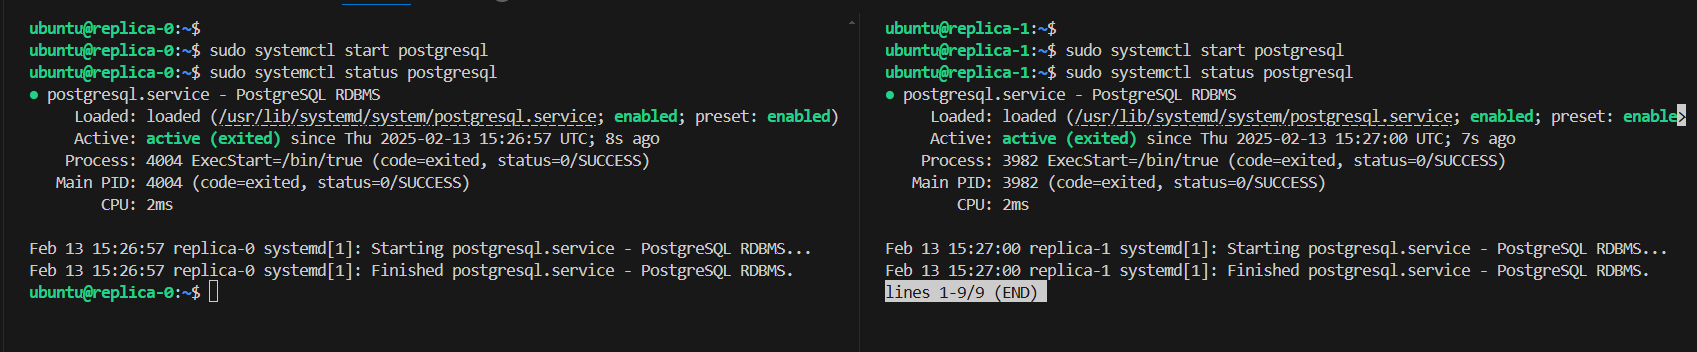 ubuntu@replica-0:~$
ubuntu@replica-0:~$ sudo systemctl start postgresql
ubuntu@replica-0:~$ sudo systemctl status postgresql
● postgresql.service - PostgreSQL RDBMS
Loaded: loaded (/usr/lib/systemd/system/postgresql.service; enabled; preset: enabled)
Active: active (exited) since Thu 2025-02-13 15:26:57 UTC; 8s ago
Process: 4004 ExecStart=/bin/true (code=exited, status=0/SUCCESS)
Main PID: 4004 (code=exited, status=0/SUCCESS)
CPU: 2ms
Feb 13 15:26:57 replica-0 systemd[1]: Starting postgresql.service - PostgreSQL RDBMS...
Feb 13 15:26:57 replica-0 systemd[1]: Finished postgresql.service - PostgreSQL RDBMS.
ubuntu@replica-0:~$
ubuntu@replica-1:~$
ubuntu@replica-1:~$ sudo systemctl start postgresql
ubuntu@replica-1:~$ sudo systemctl status postgresql
● postgresql.service - PostgreSQL RDBMS
Loaded: loaded (/usr/lib/systemd/system/postgresql.service; enabled; preset: enable>
Active: active (exited) since Thu 2025-02-13 15:27:00 UTC; 7s ago
Process: 3982 ExecStart=/bin/true (code=exited, status=0/SUCCESS)
Main PID: 3982 (code=exited, status=0/SUCCESS)
CPU: 2ms
Feb 13 15:27:00 replica-1 systemd[1]: Starting postgresql.service - PostgreSQL RDBMS...
Feb 13 15:27:00 replica-1 systemd[1]: Finished postgresql.service - PostgreSQL RDBMS.
lines 1-9/9 (END)